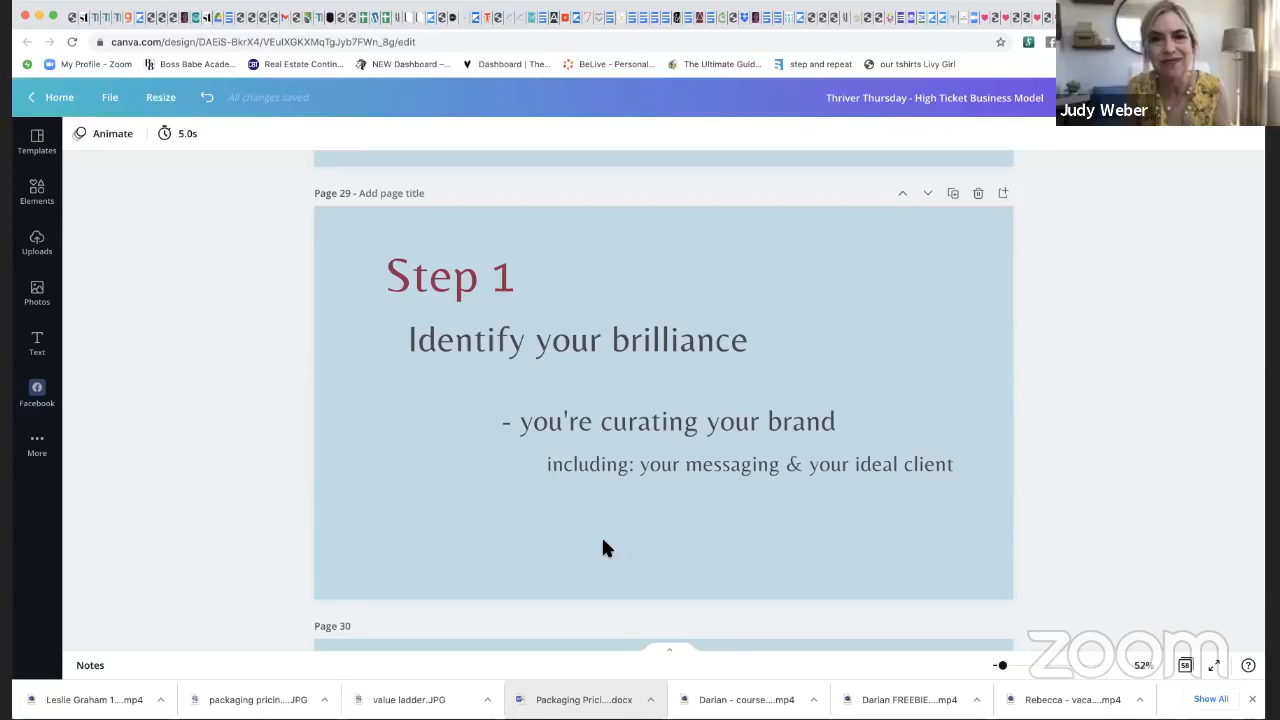 canva.com/design/DAEiS-BkrX4/VEuIXGKXMqTgJyb7FWn_8g/edit
My Profile - Zoom
Boss Babe Acade...
Real Estate Contin...
NEW Dashboard –...
Dashboard | The...
BeLive - Personal...
The Ultimate Guid...
step and repeat
our tshirts Livy Girl
Home
File
Resize
All changes saved
Thriver Thursday - High Ticket Business Model
Judy Weber
Animate
5.0s
Templates
Elements
Uploads
Photos
Text
Facebook
More
Page 29 - Add page title
Step 1
Identify your brilliance
- you're curating your brand
including: your messaging & your ideal client
Page 30
Notes
52%
58
zoom
Leslie Graham 1....mp4
packaging pricin....JPG
value ladder.JPG
Packaging Prici....docx
Darian - course....mp4
Darian FREEBIE....mp4
Rebecca - vaca....mp4
Show All